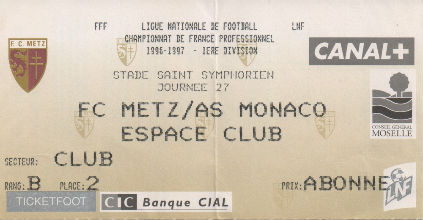 FFF LIGUE NATIONALE DE FOOTBALL LNF
CHAMPIONNAT DE FRANCE PROFESSIONNEL
1996-1997 - 1ERE DIVISION
F.C. METZ
CANAL+
STADE SAINT SYMPHORIEN
JOURNEE 27
FC METZ/AS MONACO
ESPACE CLUB
CONSEIL GENERAL
MOSELLE
SECTEUR: CLUB
RANG: B PLACE: 2 PRIX: ABONNE
LNF
TICKETFOOT CIC Banque CIAL